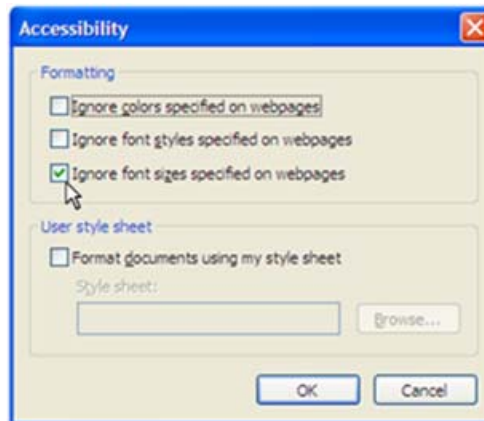 Accessibility
Formatting
Ignore colors specified on webpages
Ignore font styles specified on webpages
Ignore font sizes specified on webpages
User style sheet
Format documents using my style sheet
Style sheet:
Browse...
OK Cancel